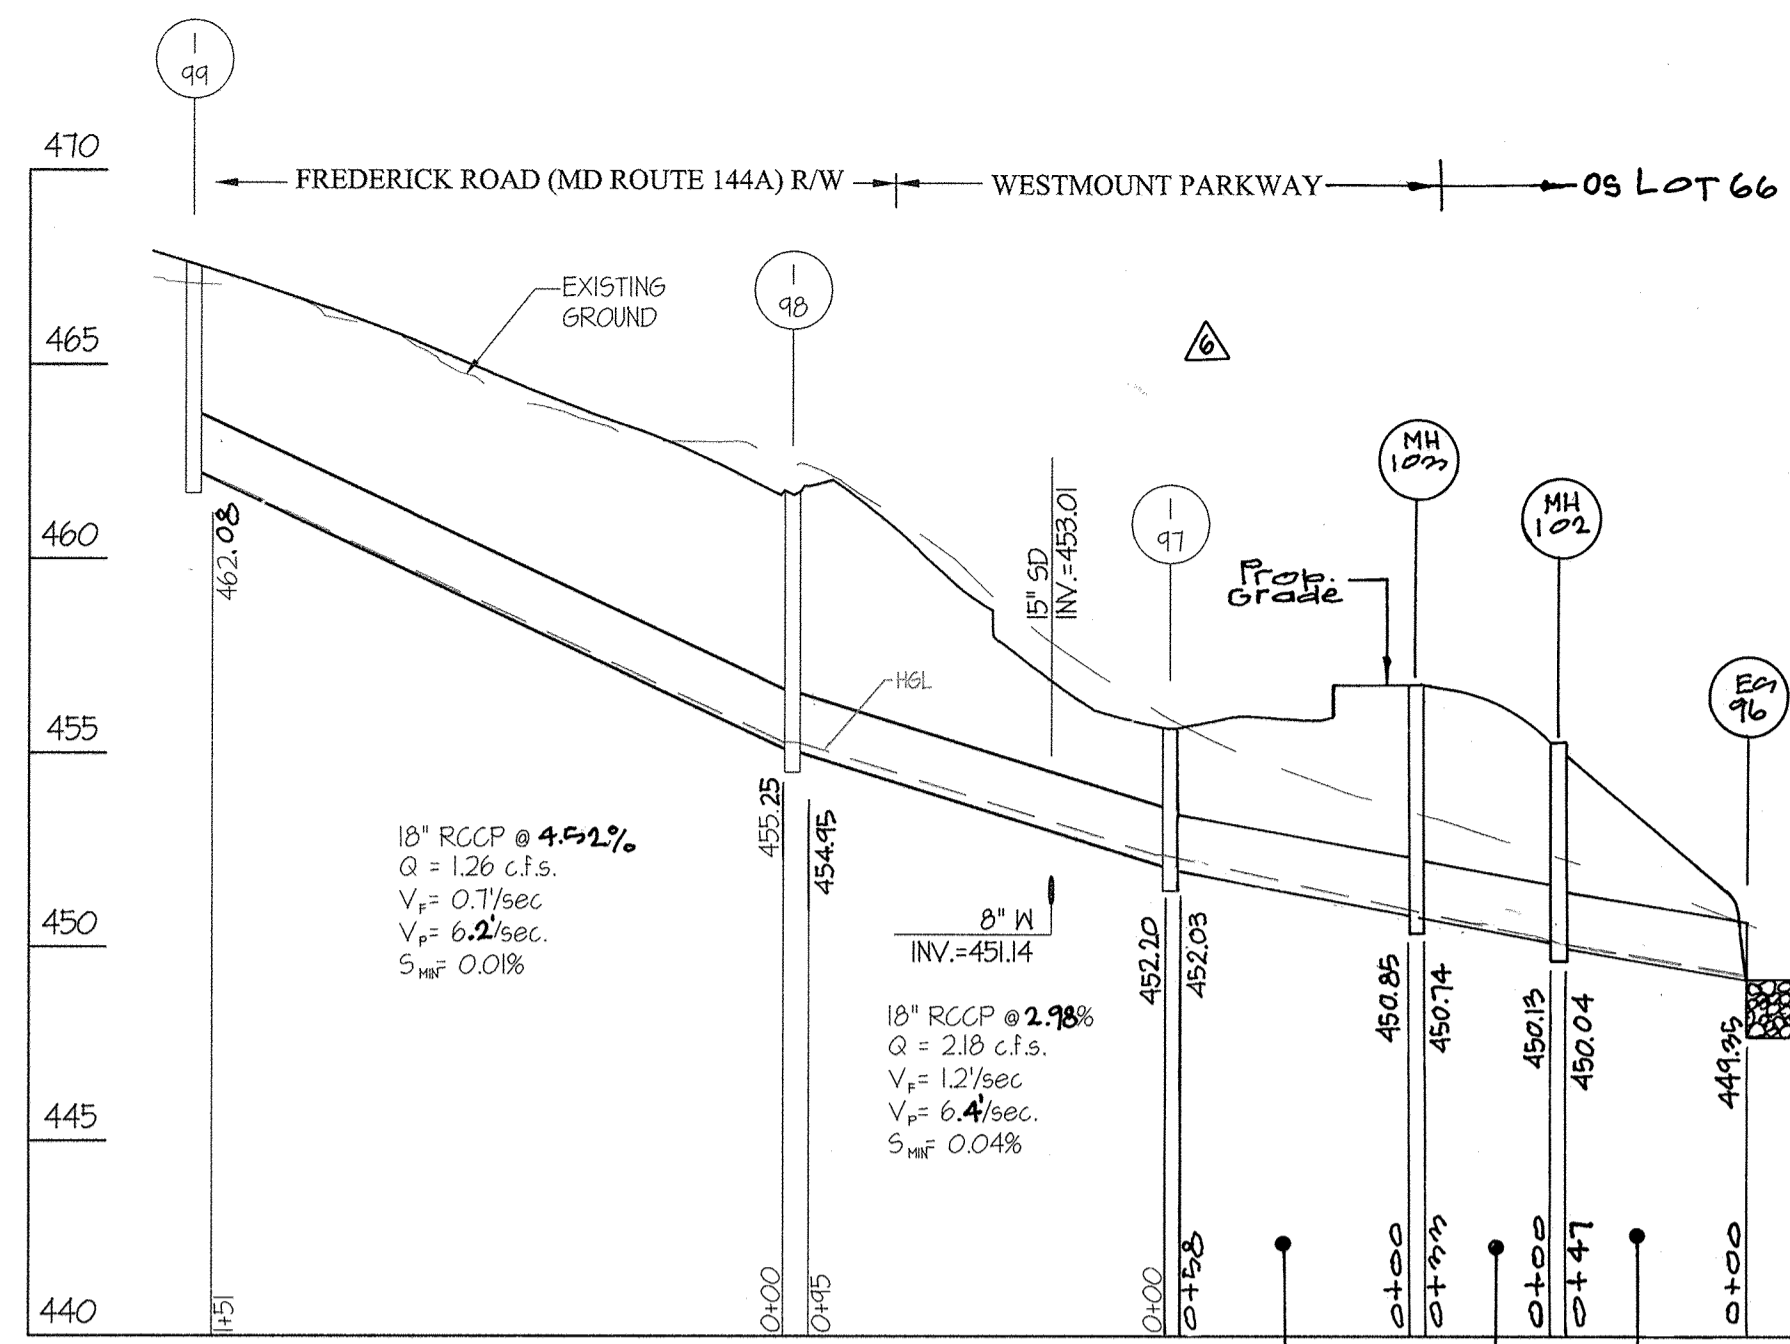 I
99
470
FREDERICK ROAD (MD ROUTE 144A) R/W
WESTMOUNT PARKWAY
OS LOT 66
EXISTING
GROUND
I
98
6
465
MH
103
MH
102
I
97
460
462.08
15" SD
INV.=453.01
Prop.
Grade
HGL
EG
96
455
455.25
454.95
18" RCCP @ 4.52%
Q = 1.26 c.f.s.
VF= 0.7'/sec
VP= 6.2'/sec.
SMIN= 0.01%
450
8" W
INV.=451.14
452.20
452.03
450.85
450.74
450.13
450.04
449.35
18" RCCP @ 2.98%
Q = 2.18 c.f.s.
VF= 1.2'/sec
VP= 6.4'/sec.
SMIN= 0.04%
445
440
1+51
0+00
0+95
0+00
0+58
0+00
0+33
0+00
0+47
0+00